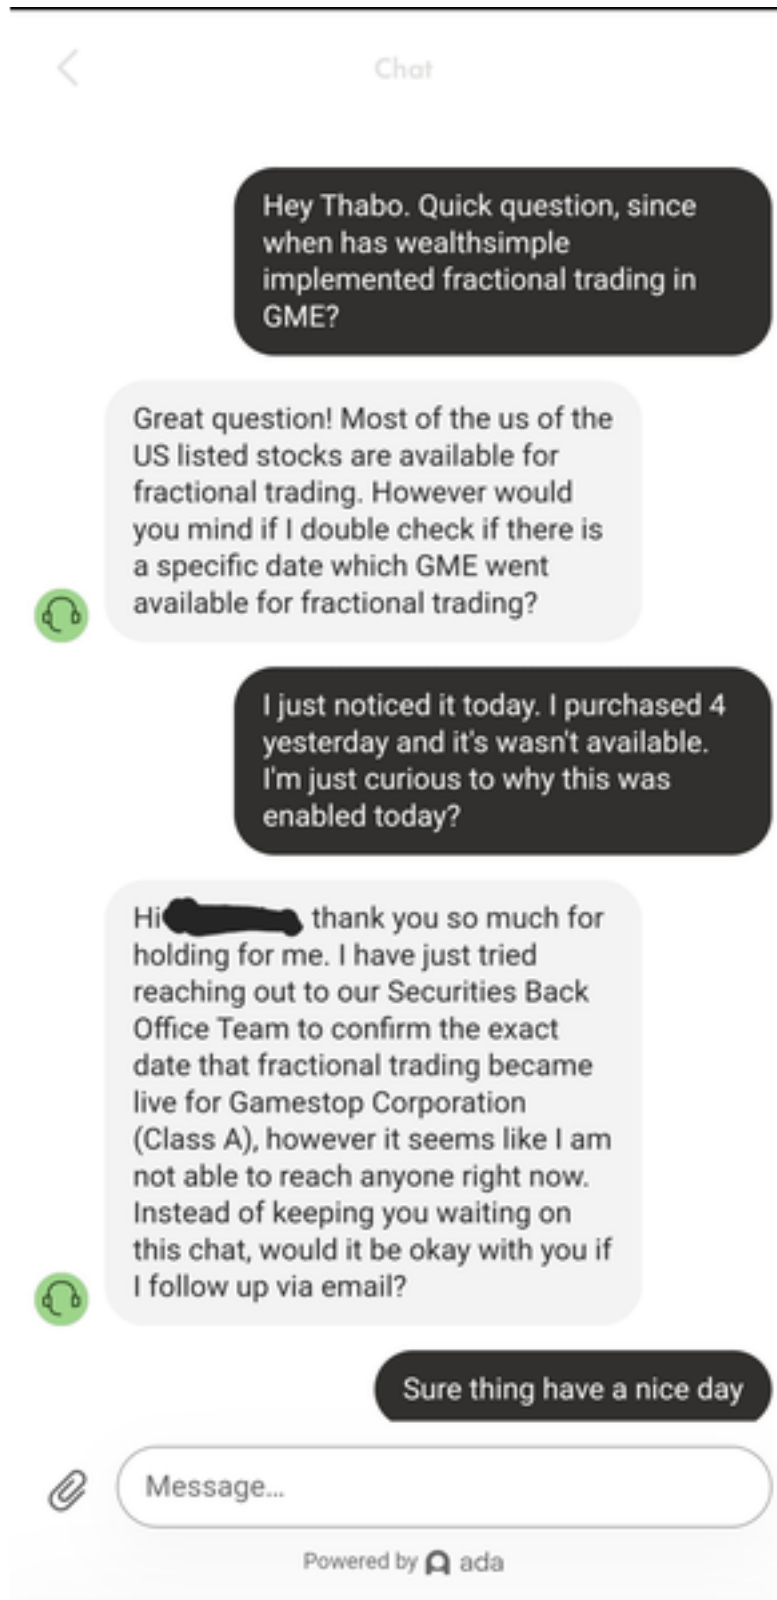 Chat
Hey Thabo. Quick question, since
when has wealthsimple
implemented fractional trading in
GME?
Great question! Most of the us of the
US listed stocks are available for
fractional trading. However would
you mind if I double check if there is
a specific date which GME went
available for fractional trading?
I just noticed it today. I purchased 4
yesterday and it's wasn't available.
I'm just curious to why this was
enabled today?
Hi thank you so much for
holding for me. I have just tried
reaching out to our Securities Back
Office Team to confirm the exact
date that fractional trading became
live for Gamestop Corporation
(Class A), however it seems like I am
not able to reach anyone right now.
Instead of keeping you waiting on
this chat, would it be okay with you if
I follow up via email?
Sure thing have a nice day
Message...
Powered by ada